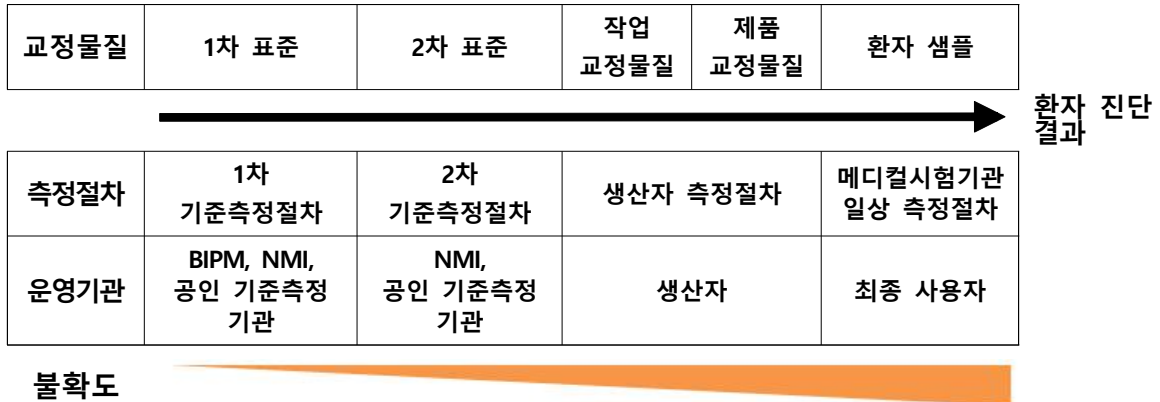 교정물질 1차 표준 2차 표준 작업 교정물질 제품 교정물질 환자 샘플
환자 진단
결과
측정절차 1차 기준측정절차 2차 기준측정절차 생산자 측정절차 메디컬시험기관 일상 측정절차
운영기관 BIPM, NMI, 공인 기준측정 기관 NMI, 공인 기준측정 기관 생산자 최종 사용자
불확도